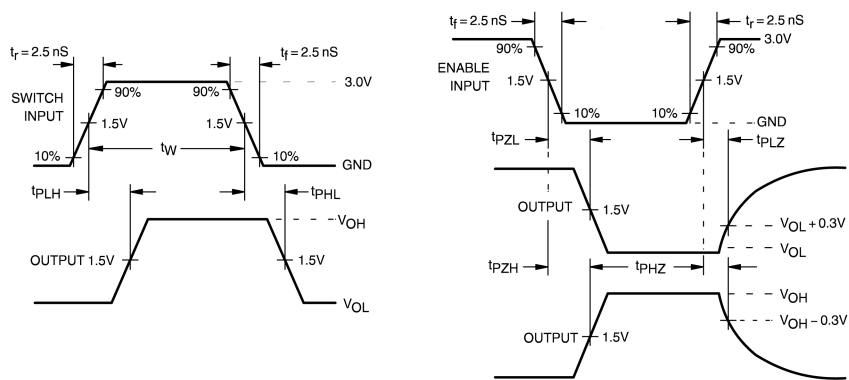 tr = 2.5 nS
tf = 2.5 nS
SWITCH
INPUT
90%
90%
3.0V
1.5V
1.5V
tW
10%
10%
GND
tPLH
tPHL
VOH
OUTPUT 1.5V
1.5V
VOL
tf = 2.5 nS
tr = 2.5 nS
3.0V
90%
90%
ENABLE
INPUT
1.5V
1.5V
10%
10%
GND
tPZL
tPLZ
OUTPUT
1.5V
VOL + 0.3V
VOL
tPZH
tPHZ
VOH
VOH – 0.3V
OUTPUT
1.5V